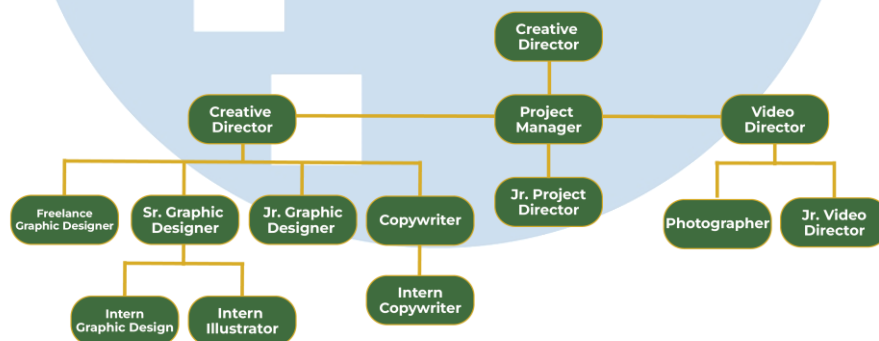 Creative
Director
Creative
Director
Project
Manager
Video
Director
Freelance
Graphic Designer
Sr. Graphic
Designer
Jr. Graphic
Designer
Copywriter
Jr. Project
Director
Photographer
Jr. Video
Director
Intern
Graphic Design
Intern
Illustrator
Intern
Copywriter